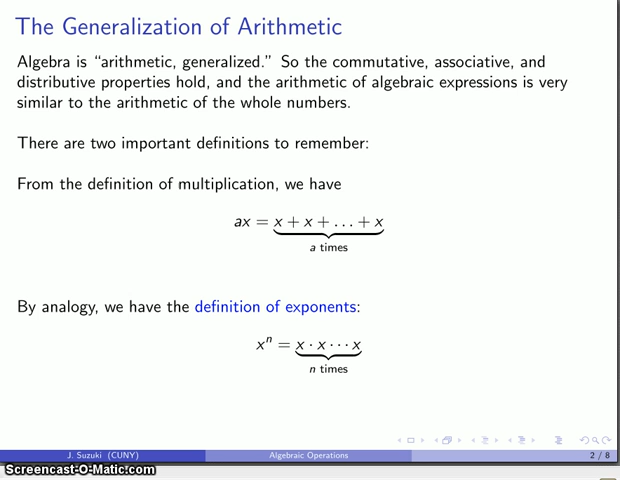 The Generalization of Arithmetic
Algebra is “arithmetic, generalized.” So the commutative, associative, and
distributive properties hold, and the arithmetic of algebraic expressions is very
similar to the arithmetic of the whole numbers.
There are two important definitions to remember:
From the definition of multiplication, we have
ax = x + x + . . . + x
a times
By analogy, we have the definition of exponents:
xⁿ = x · x · · · x
n times
J. Suzuki (CUNY) Algebraic Operations 2 / 8
Screencast-O-Matic.com